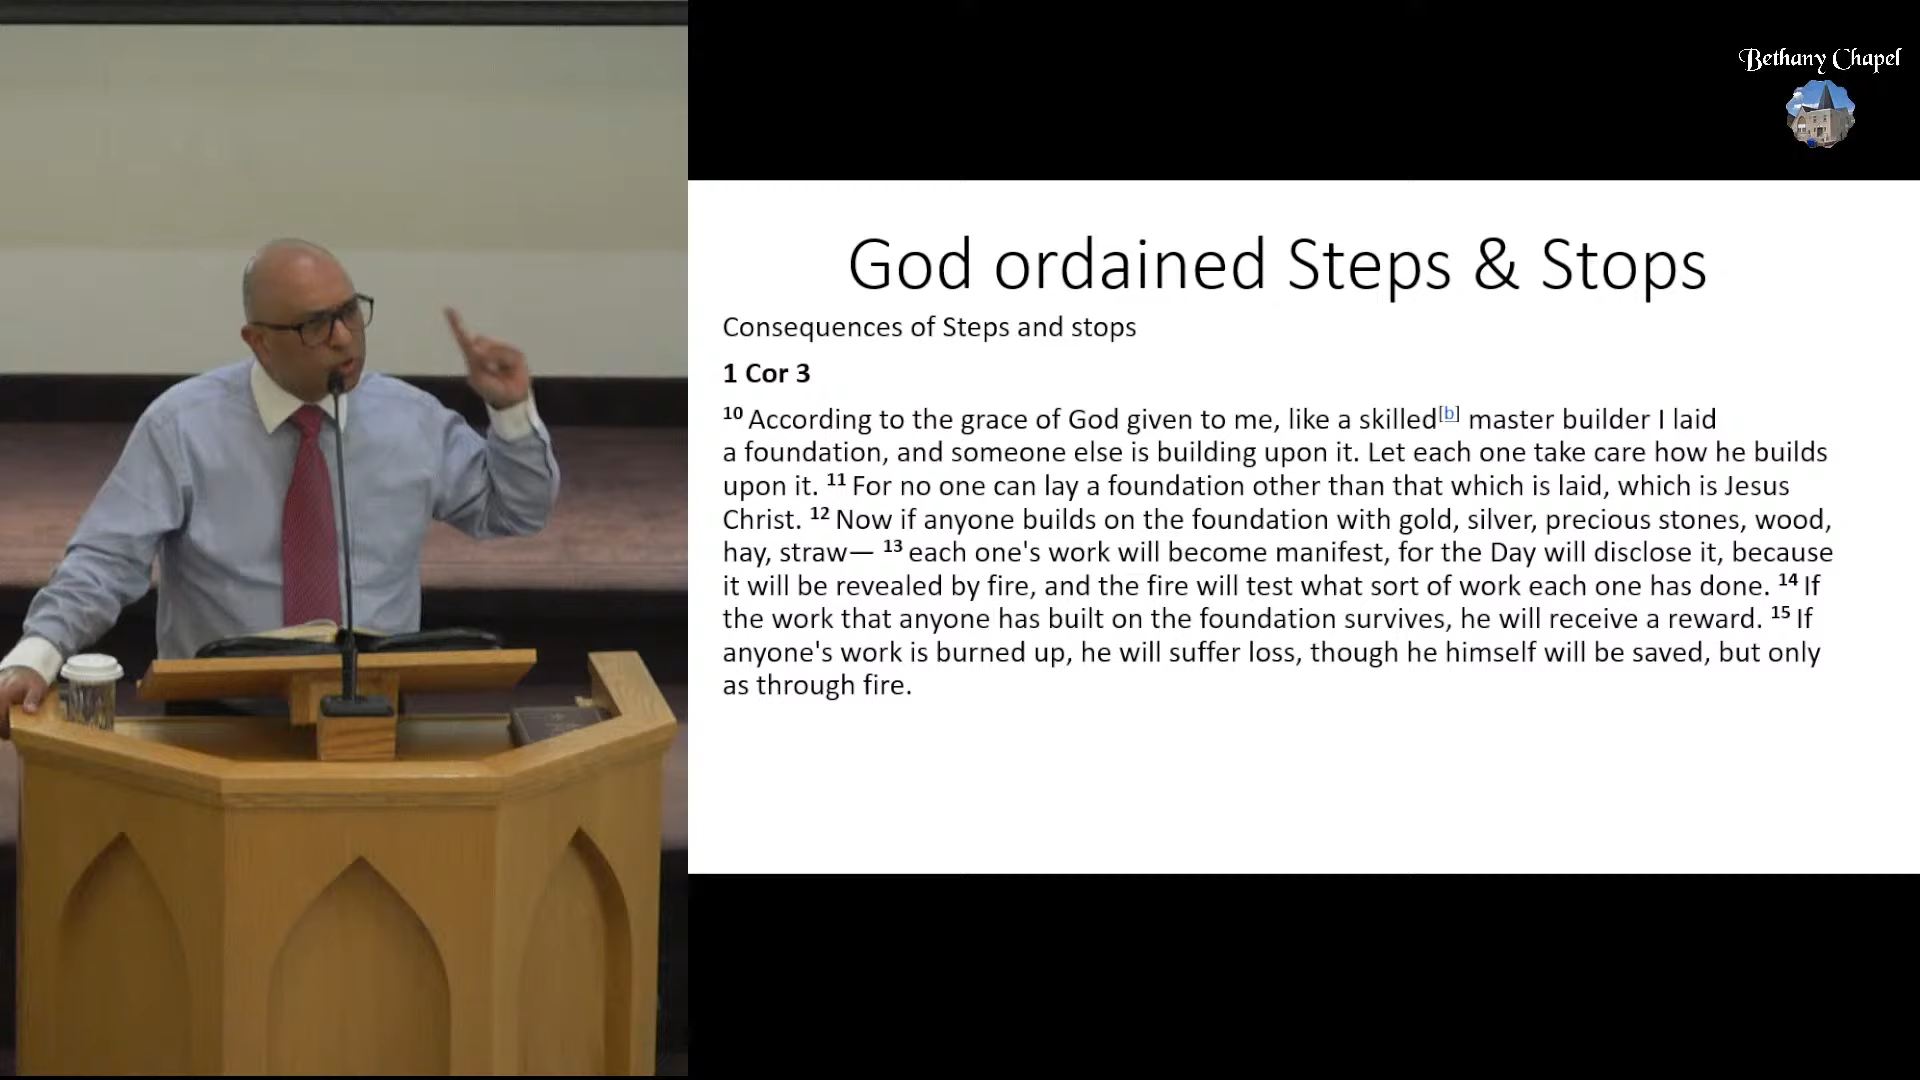 Bethany Chapel
God ordained Steps & Stops
Consequences of Steps and stops
1 Cor 3
10 According to the grace of God given to me, like a skilled[b] master builder I laid
a foundation, and someone else is building upon it. Let each one take care how he builds
upon it. 11 For no one can lay a foundation other than that which is laid, which is Jesus
Christ. 12 Now if anyone builds on the foundation with gold, silver, precious stones, wood,
hay, straw— 13 each one's work will become manifest, for the Day will disclose it, because
it will be revealed by fire, and the fire will test what sort of work each one has done. 14 If
the work that anyone has built on the foundation survives, he will receive a reward. 15 If
anyone's work is burned up, he will suffer loss, though he himself will be saved, but only
as through fire.